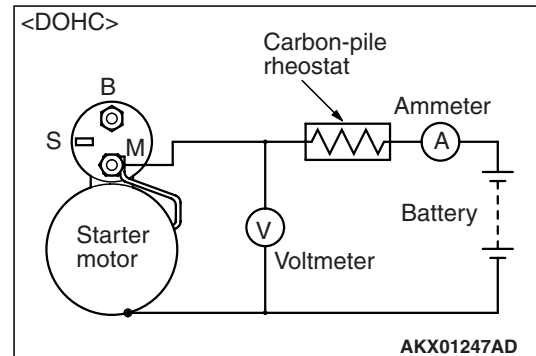 <DOHC>
Carbon-pile
rheostat
B
Ammeter
S
M
A
Battery
Starter
motor
V
Voltmeter
AKX01247AD